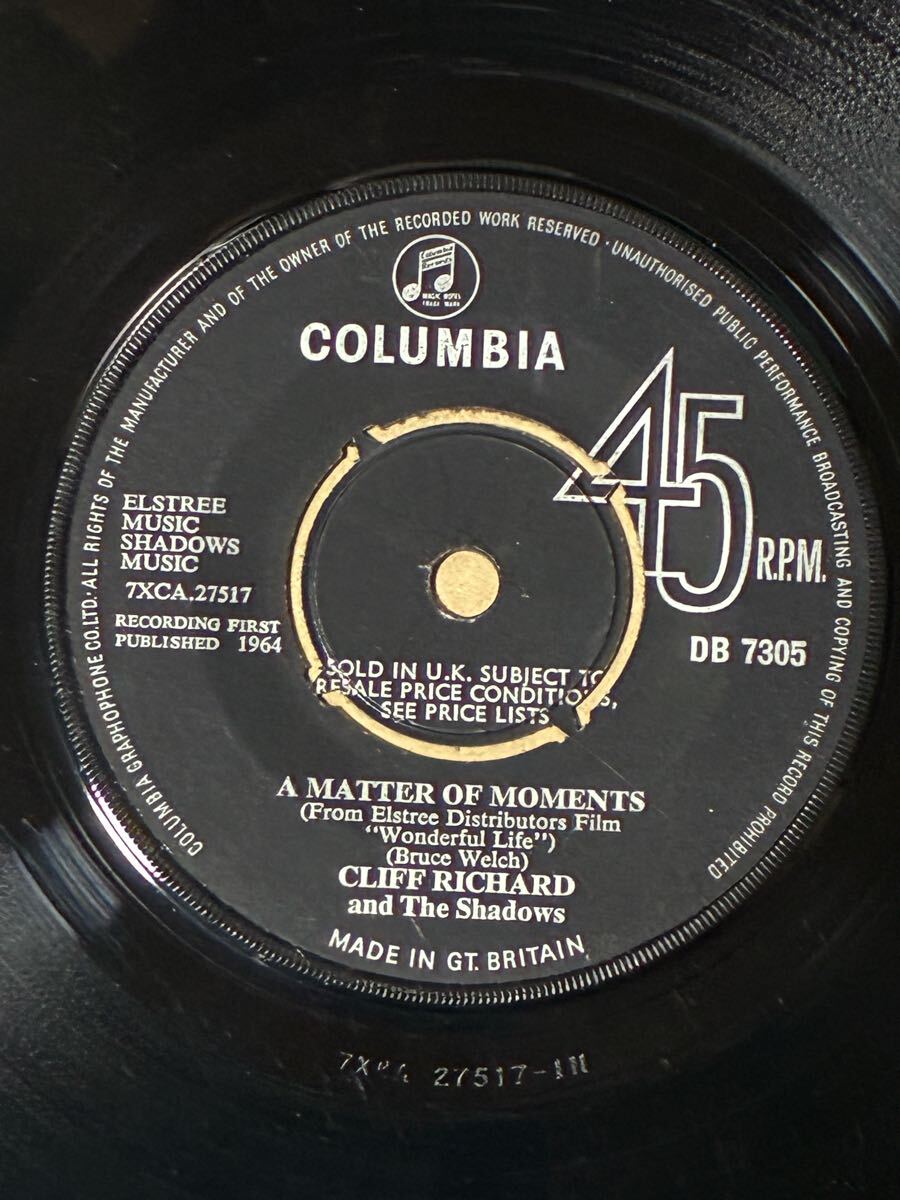 COLUMBIA GRAPHOPHONE CO.LTD.·ALL RIGHTS OF THE MANUFACTURER AND OF THE OWNER OF THE RECORDED WORK RESERVED · UNAUTHORISED PUBLIC PERFORMANCE BROADCASTING AND COPYING OF THIS RECORD PROHIBITED
COLUMBIA
45
R.P.M.
ELSTREE
MUSIC
SHADOWS
MUSIC
7XCA.27517
RECORDING FIRST
PUBLISHED 1964
DB 7305
SOLD IN U.K. SUBJECT TO
RESALE PRICE CONDITIONS,
SEE PRICE LISTS
A MATTER OF MOMENTS
(From Elstree Distributors Film
"Wonderful Life")
(Bruce Welch)
CLIFF RICHARD
and The Shadows
MADE IN GT. BRITAIN
27517-1N